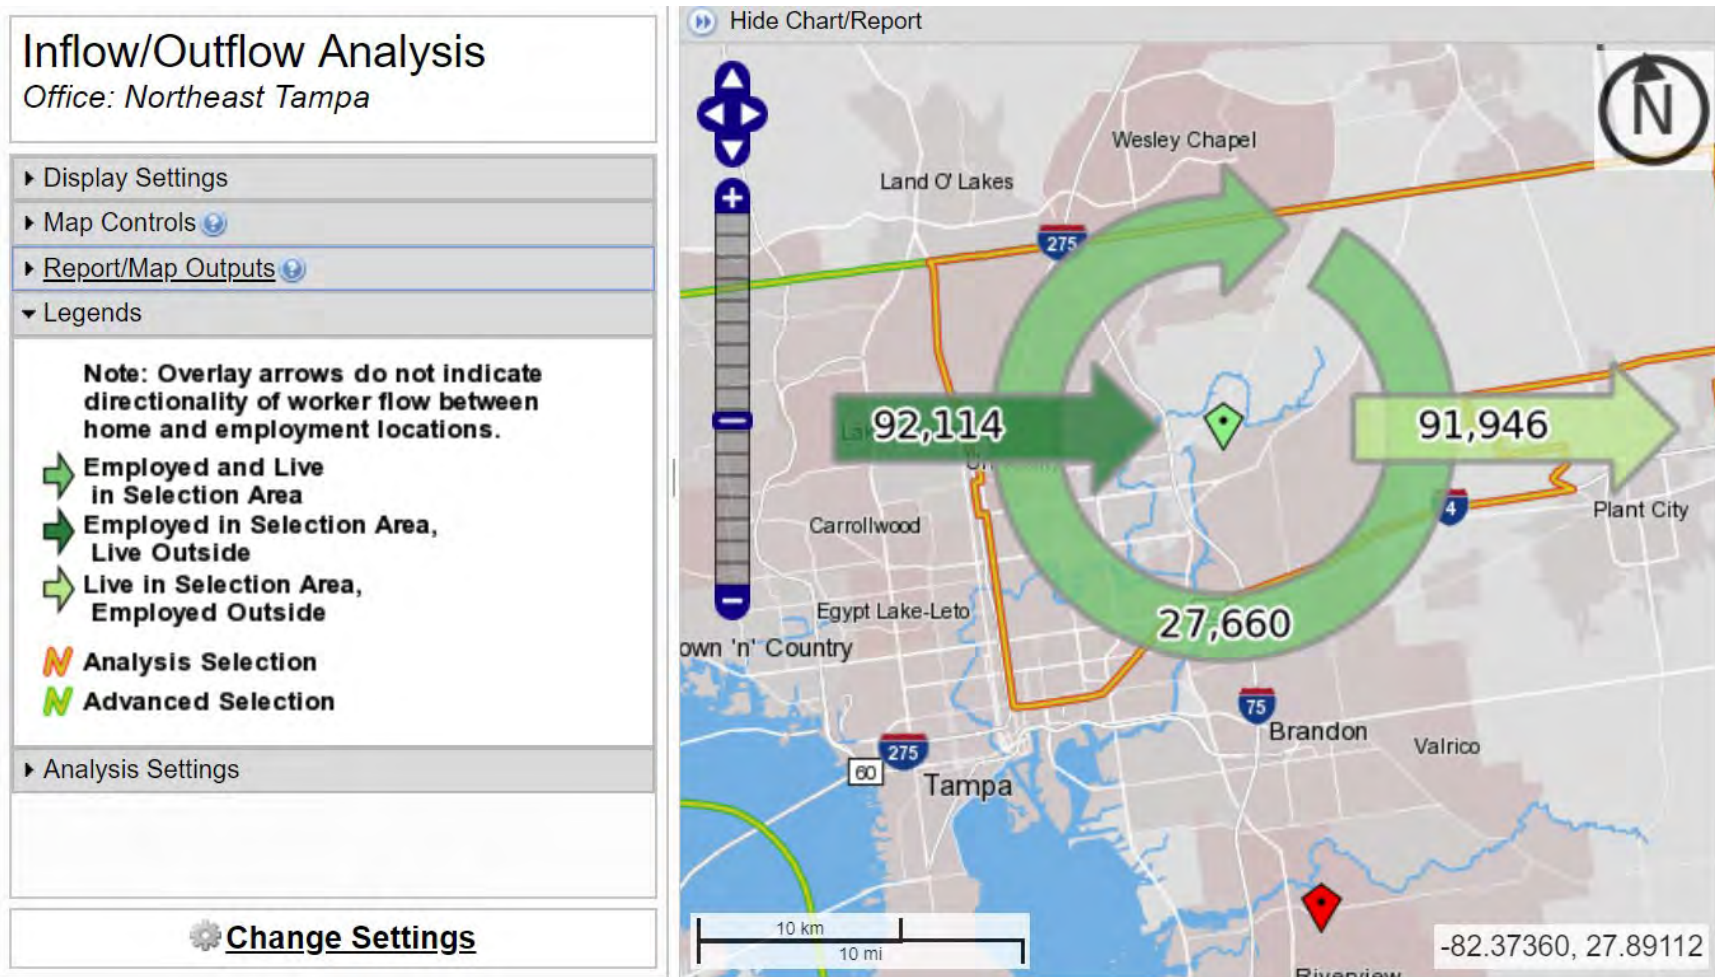 Inflow/Outflow Analysis
Office: Northeast Tampa
Display Settings
Map Controls ?
Report/Map Outputs ?
Legends
Note: Overlay arrows do not indicate
directionality of worker flow between
home and employment locations.
Employed and Live
in Selection Area
Employed in Selection Area,
Live Outside
Live in Selection Area,
Employed Outside
Analysis Selection
Advanced Selection
Analysis Settings
Change Settings
Hide Chart/Report
N
Wesley Chapel
Land O' Lakes
275
92,114
91,946
Plant City
4
Carrollwood
Egypt Lake-Leto
27,660
own 'n' Country
75
Brandon
Valrico
275
60
Tampa
10 km
10 mi
-82.37360, 27.89112
Riverview